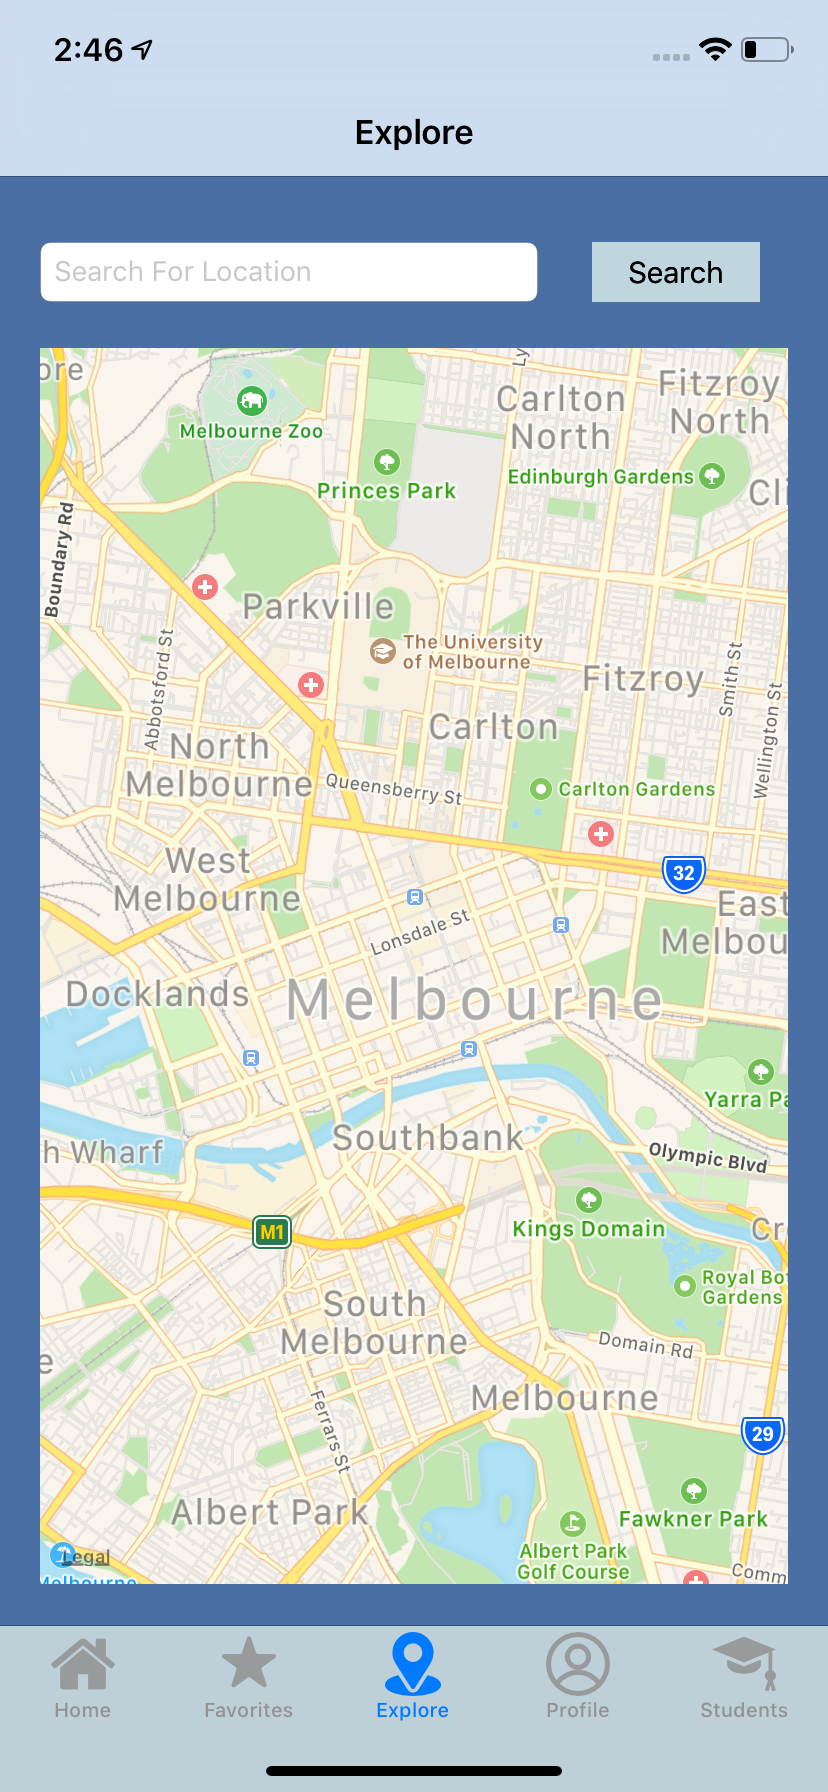 2:46
Explore
Search For Location
Search
ore
Ly
Carlton
North
Fitzroy
North
Melbourne Zoo
Princes Park
Edinburgh Gardens
Cli
Boundary Rd
Parkville
The University
of Melbourne
Abbotsford St
Fitzroy
Smith St
Wellington St
Carlton
North
Melbourne
Queensberry St
Carlton Gardens
West
Melbourne
32
East
Melbou
Lonsdale St
Docklands
Melbourne
Yarra Pa
Southbank
h Wharf
Olympic Blvd
M1
Kings Domain
Cr
Royal Bot
Gardens
South
Melbourne
Domain Rd
e
Melbourne
Ferrars St
29
Albert Park
Fawkner Park
Albert Park
Golf Course
Legal
Melbourne
Comm
Home
Favorites
Explore
Profile
Students